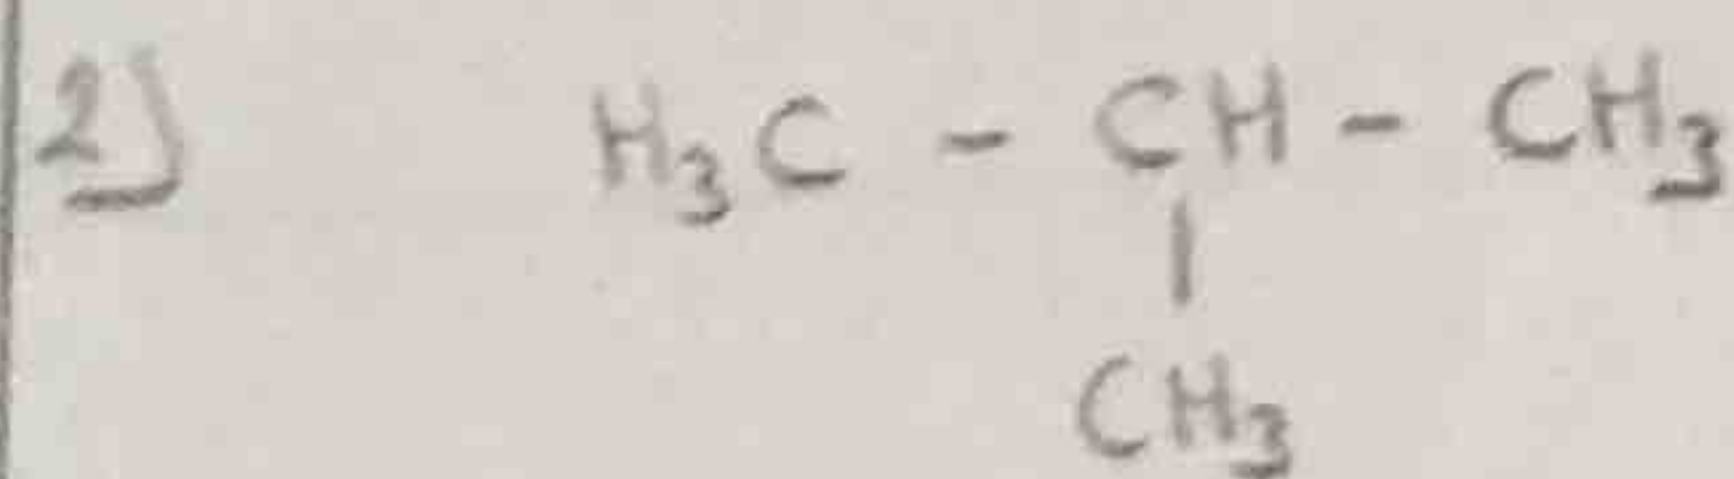 2) H₃C - CH - CH₃
|
CH₃